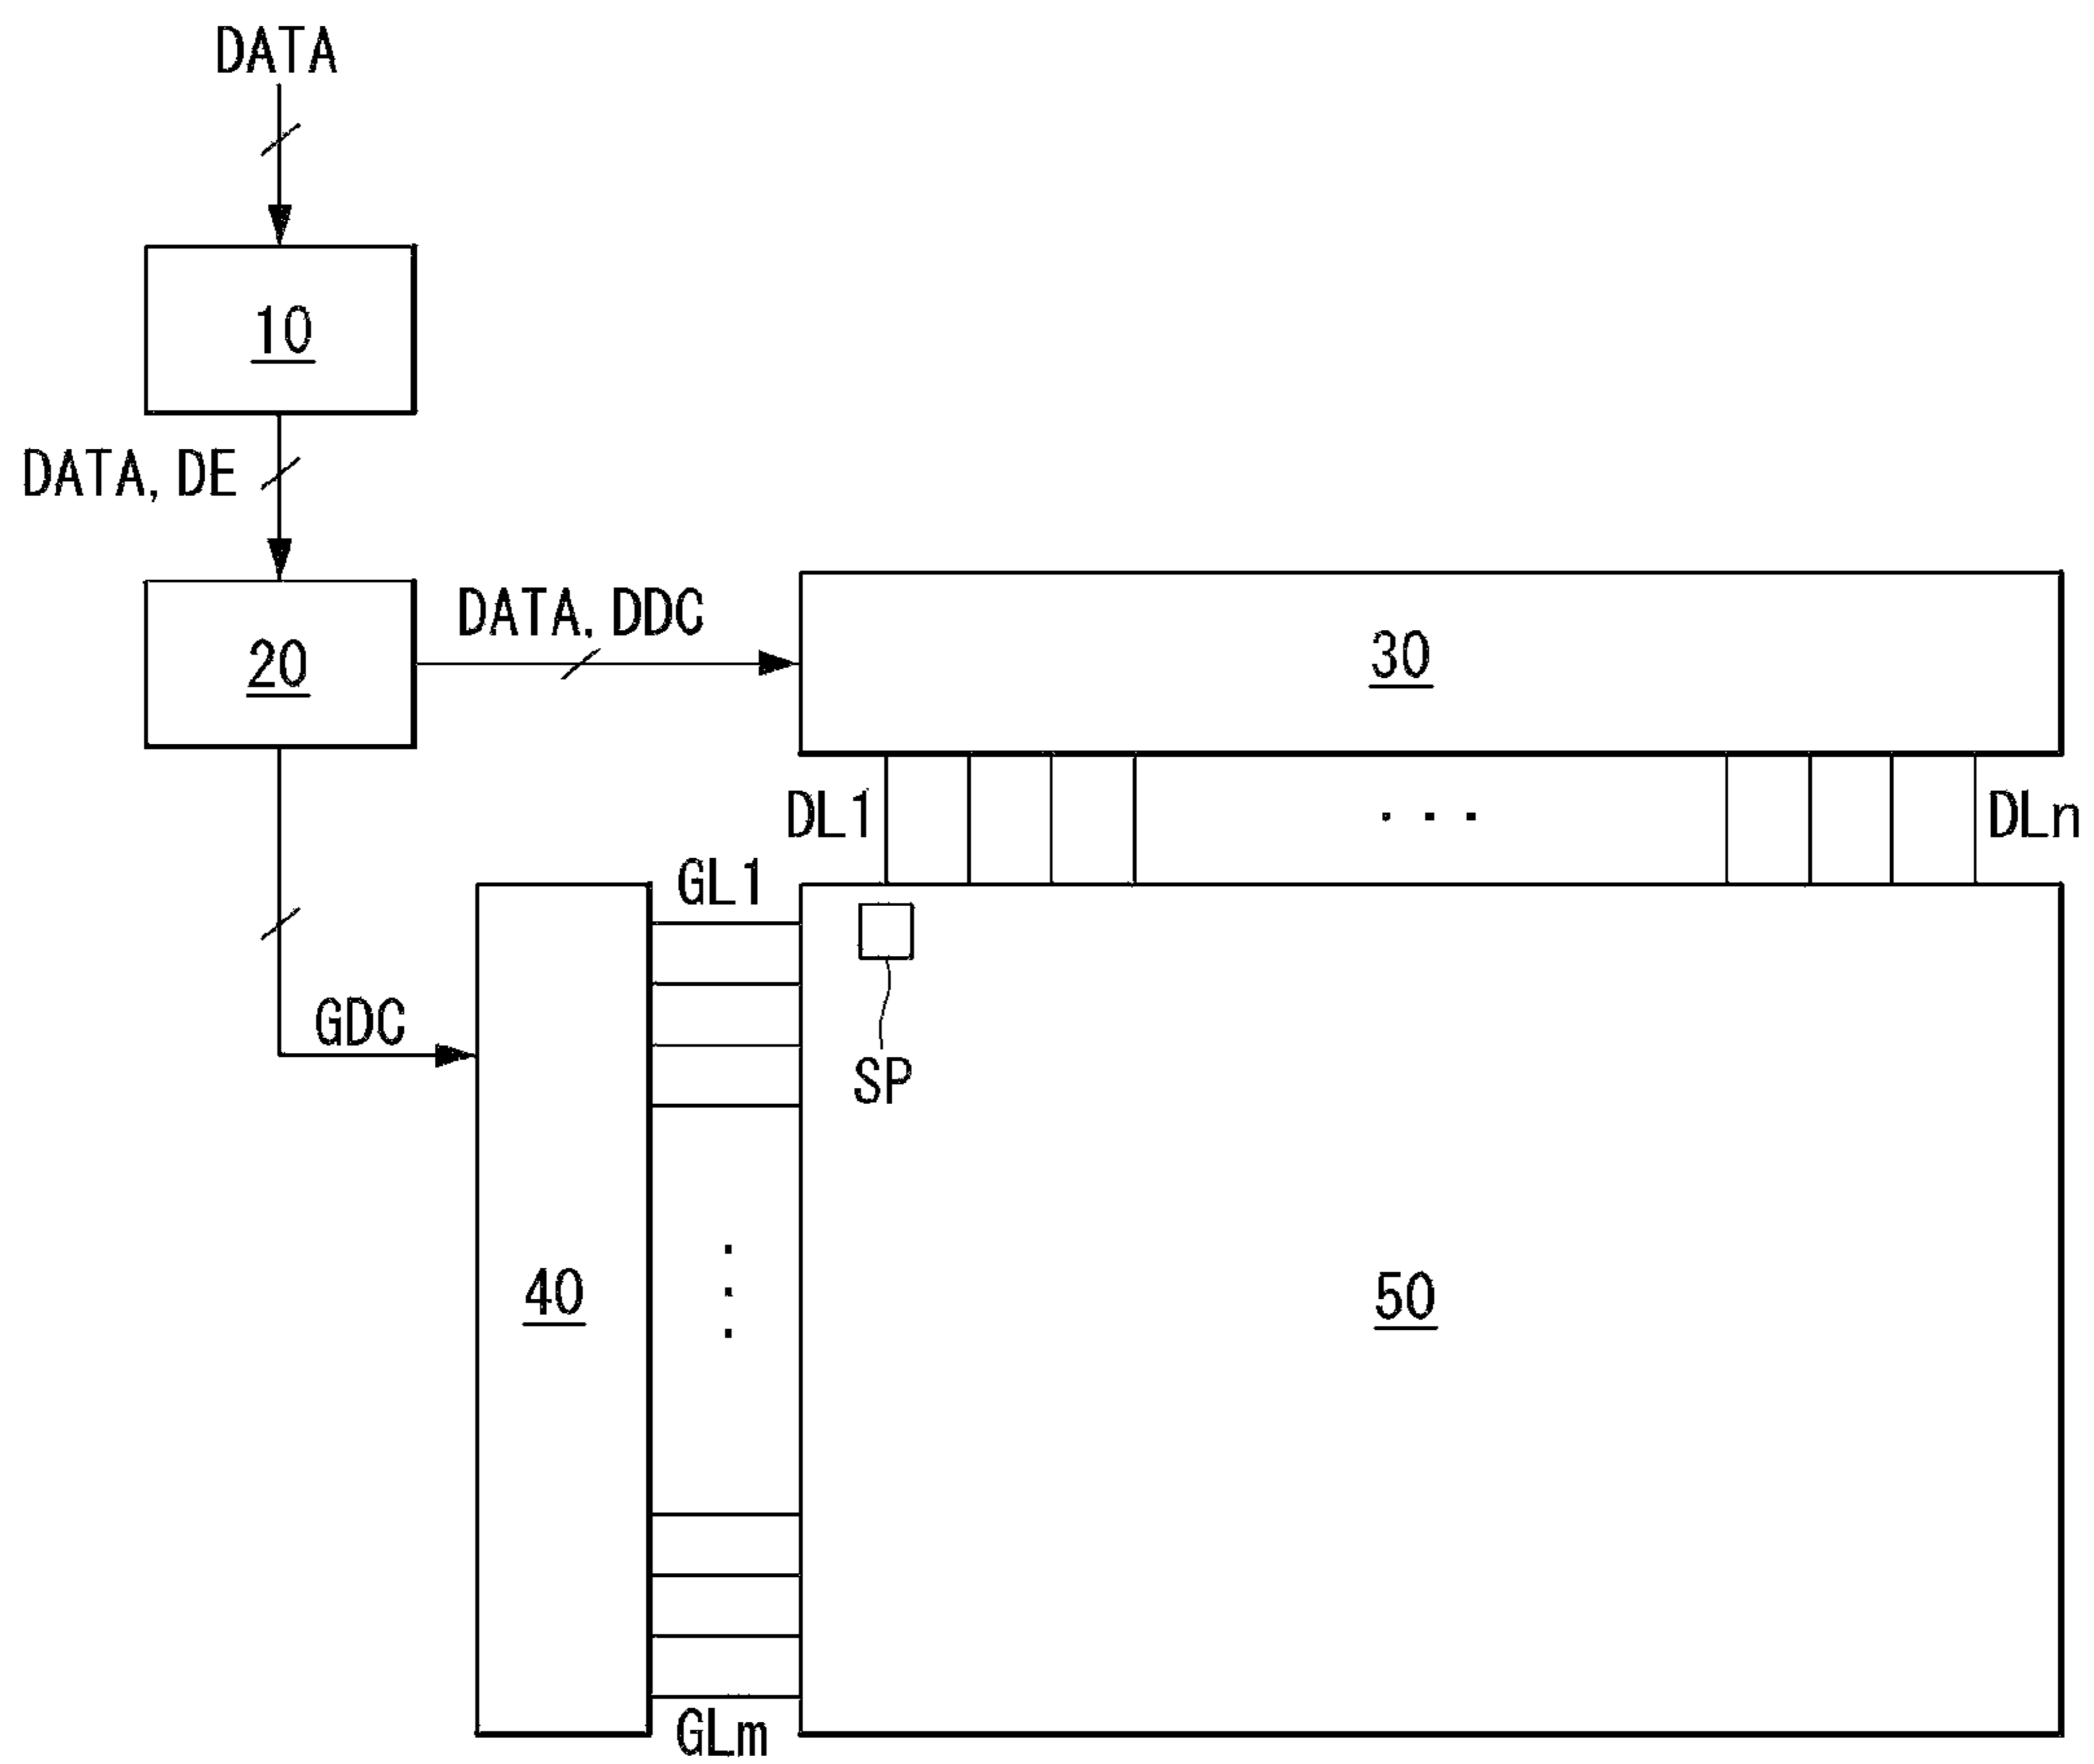 DATA
10
DATA, DE
20
DATA, DDC
30
DL1
DLn
GL1
GDC
SP
40
50
GLm